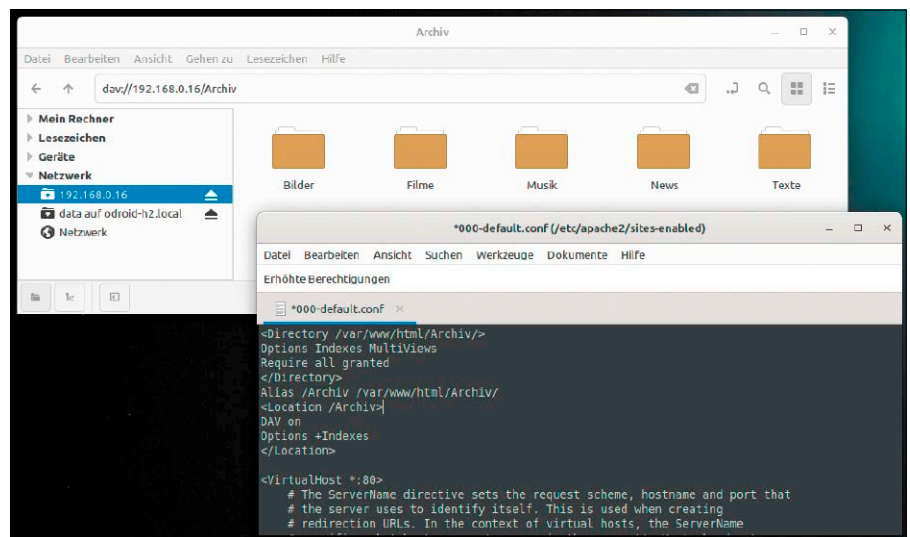 Archiv
Datei Bearbeiten Ansicht Gehen zu Lesezeichen Hilfe
dav://192.168.0.16/Archiv
Mein Rechner
Lesezeichen
Geräte
Netzwerk
192.168.0.16
data auf odroid-h2.local
Netzwerk
Bilder Filme Musik News Texte
*000-default.conf (/etc/apache2/sites-enabled)
Datei Bearbeiten Ansicht Suchen Werkzeuge Dokumente Hilfe
Erhöhte Berechtigungen
*000-default.conf
<Directory /var/www/html/Archiv/>
Options Indexes MultiViews
Require all granted
</Directory>
Alias /Archiv /var/www/html/Archiv/
<Location /Archiv>
DAV on
Options +Indexes
</Location>
<VirtualHost *:80>
# The ServerName directive sets the request scheme, hostname and port that
# the server uses to identify itself. This is used when creating
# redirection URLs. In the context of virtual hosts, the ServerName